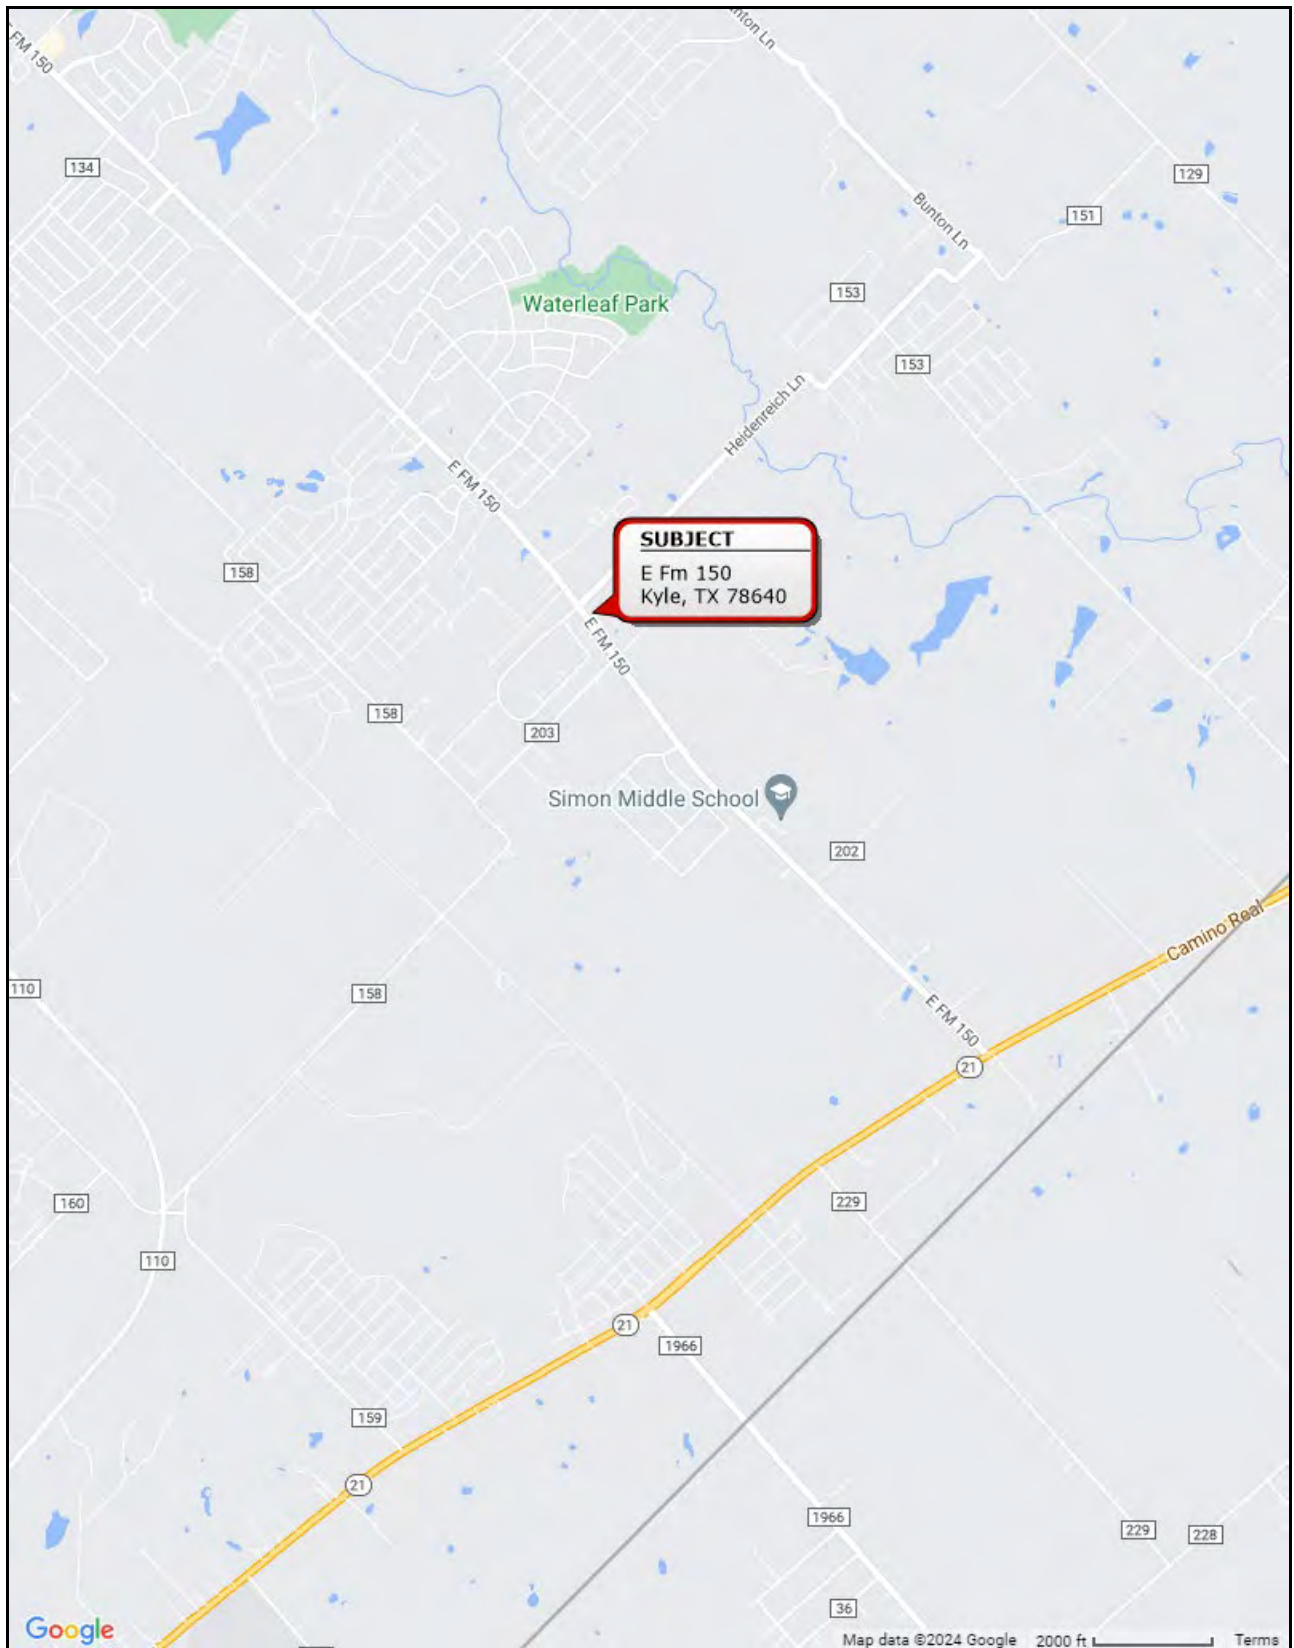 E FM 150
nton Ln
134
129
Bunton Ln
151
153
Waterleaf Park
153
Heidenreich Ln
E FM 150
SUBJECT
E Fm 150
Kyle, TX 78640
158
E FM 150
158
203
Simon Middle School
202
Camino Real
110
158
E FM 150
21
160
229
110
21
1966
159
21
1966
229
228
36
Google
Map data ©2024 Google 2000 ft Terms